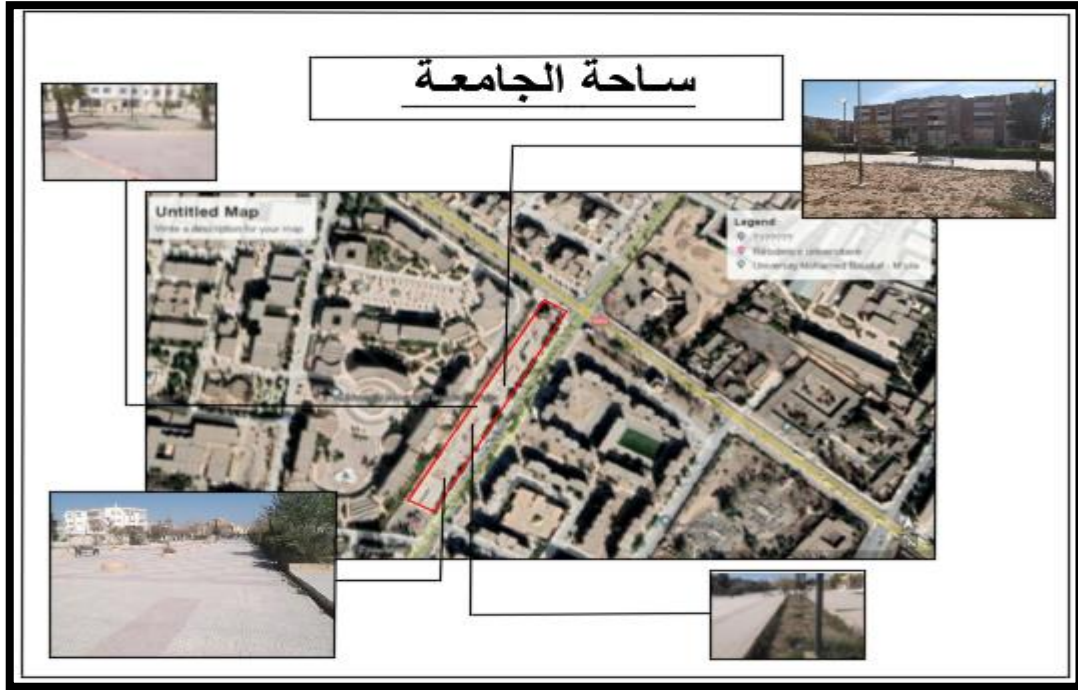 ساحة الجامعة
Untitled Map
Write a description for your map
Legend
Résidence universitaire
University Mohamed Boudiaf - M'sila